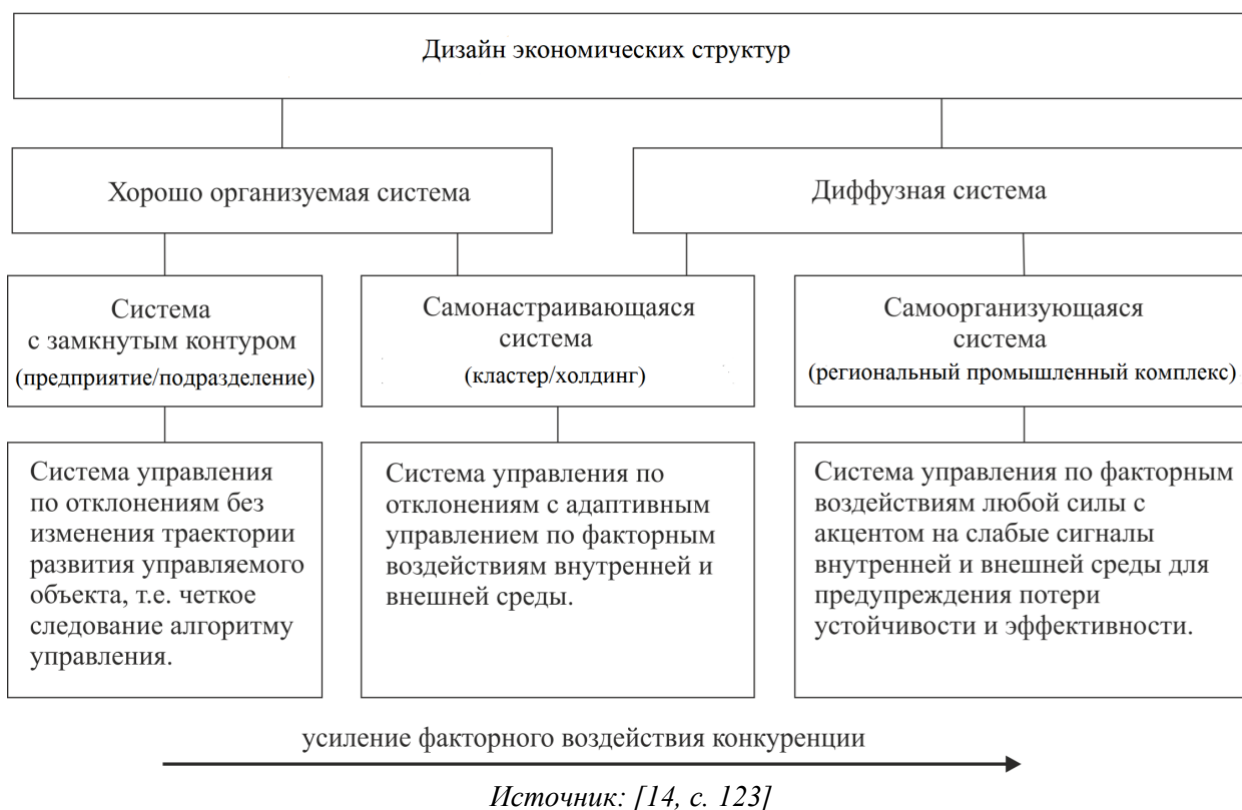 Дизайн экономических структур
Хорошо организуемая система
Диффузная система
Система
с замкнутым контуром
(предприятие/подразделение)
Самонастраивающаяся
система
(кластер/холдинг)
Самоорганизующаяся
система
(региональный промышленный комплекс)
Система управления
по отклонениям без
изменения траектории
развития управляемого
объекта, т.е. четкое
следование алгоритму
управления.
Система управления по
отклонениям с адаптивным
управлением по факторным
воздействиям внутренней и
внешней среды.
Система управления по факторным
воздействиям любой силы с
акцентом на слабые сигналы
внутренней и внешней среды для
предупреждения потери
устойчивости и эффективности.
усиление факторного воздействия конкуренции
Источник: [14, с. 123]